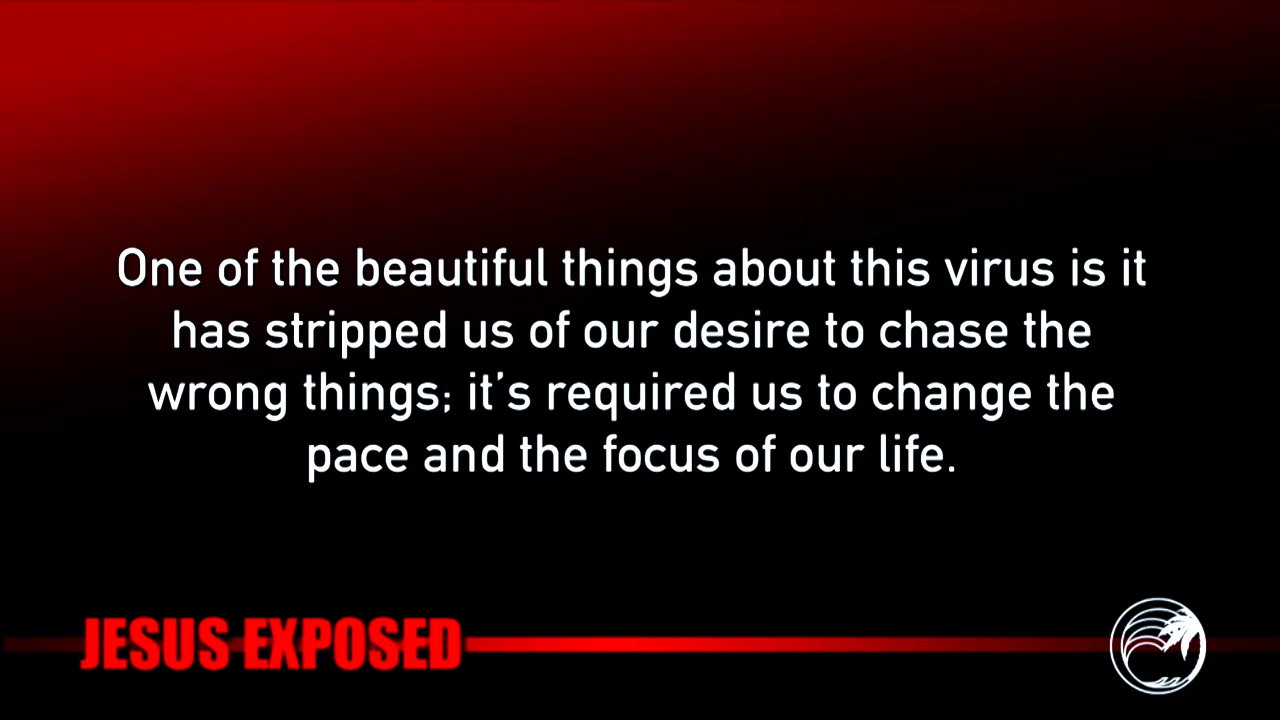 One of the beautiful things about this virus is it
has stripped us of our desire to chase the
wrong things; it’s required us to change the
pace and the focus of our life.
JESUS EXPOSED